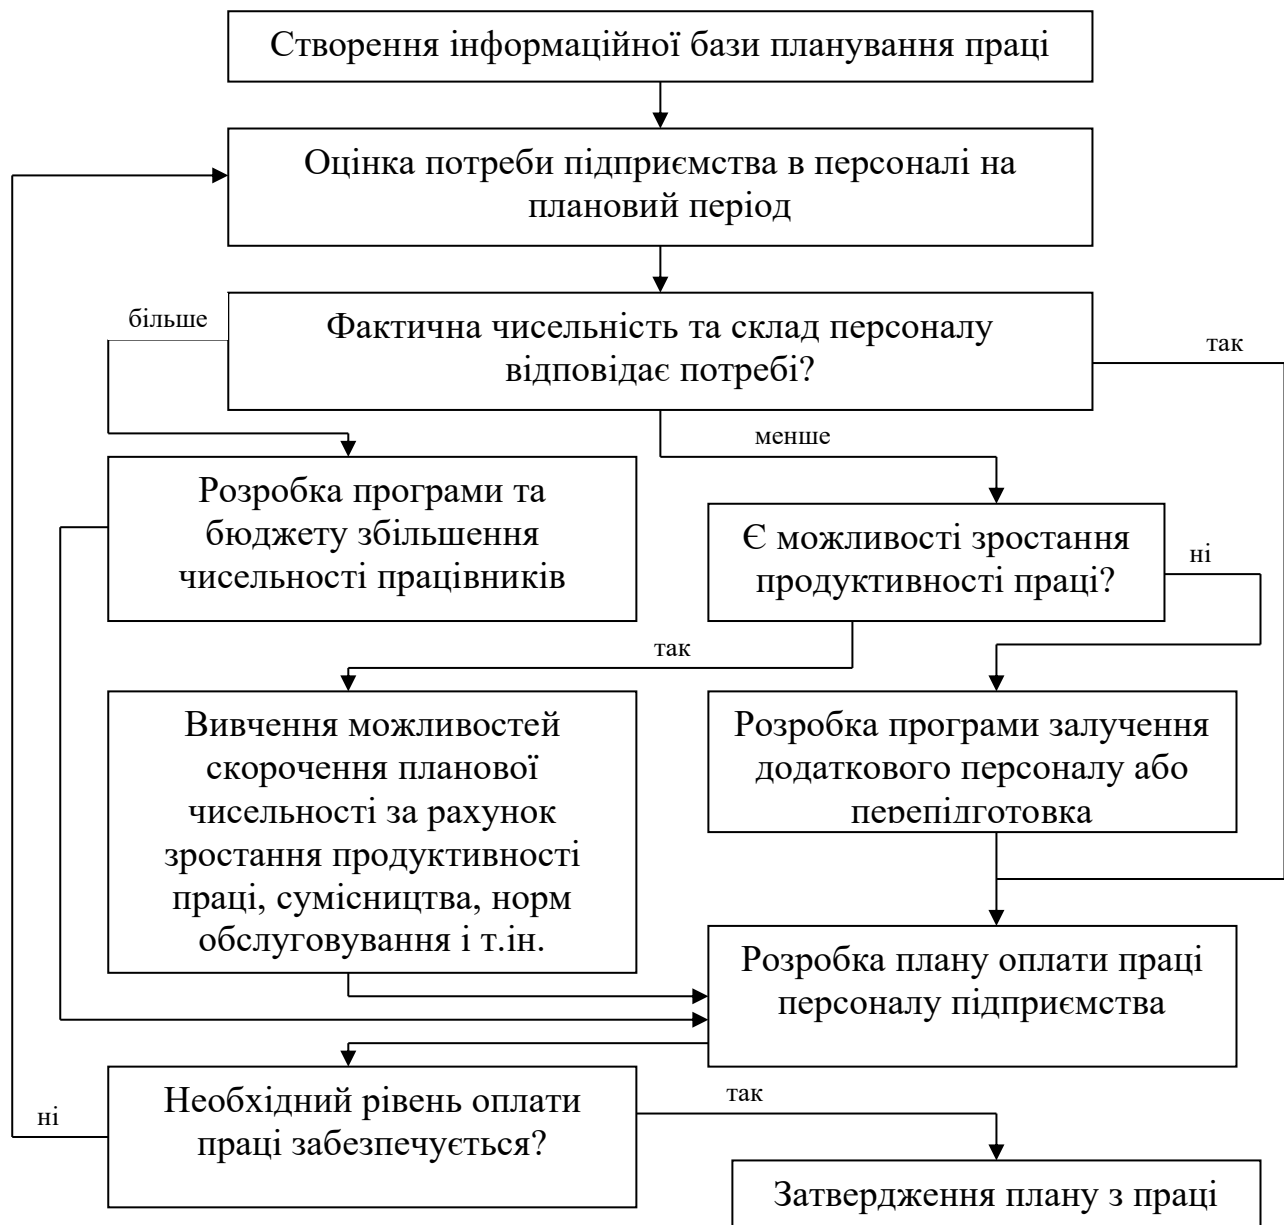 Створення інформаційної бази планування праці
Оцінка потреби підприємства в персоналі на
плановий період
більше
Фактична чисельність та склад персоналу
відповідає потребі?
так
менше
Розробка програми та
бюджету збільшення
чисельності працівників
Є можливості зростання
продуктивності праці?
ні
так
Вивчення можливостей
скорочення планової
чисельності за рахунок
зростання продуктивності
праці, сумісництва, норм
обслуговування і т.ін.
Розробка програми залучення
додаткового персоналу або
перепідготовка
Розробка плану оплати праці
персоналу підприємства
Необхідний рівень оплати
праці забезпечується?
ні
так
Затвердження плану з праці